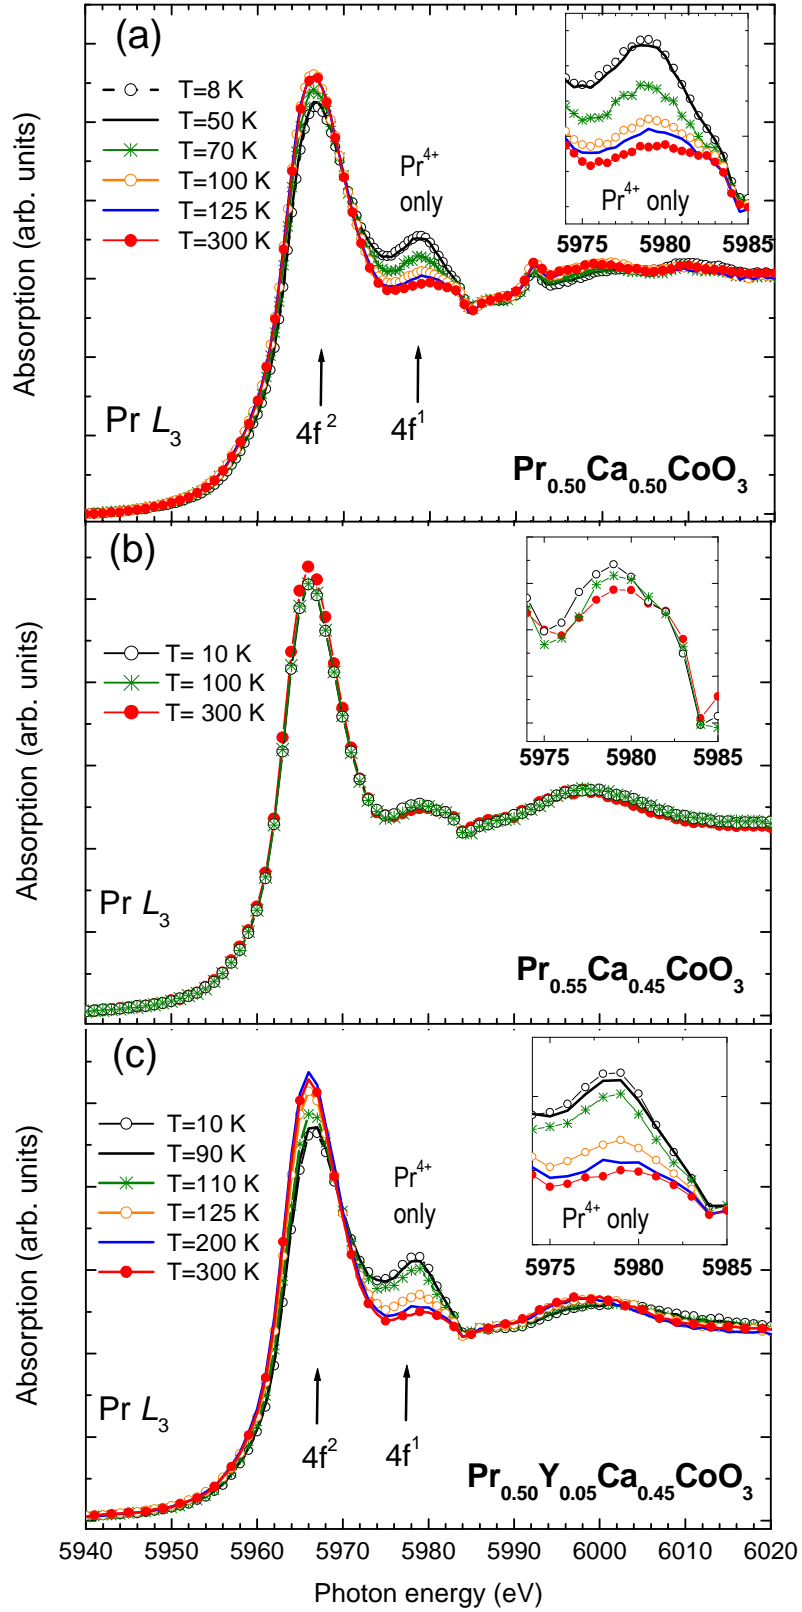 (a)
T=8 K
T=50 K
T=70 K
T=100 K
T=125 K
T=300 K
Pr⁴⁺
only
Pr⁴⁺ only
5975 5980 5985
Absorption (arb. units)
4f² 4f¹
Pr L₃
Pr₀.₅₀Ca₀.₅₀CoO₃
(b)
T= 10 K
T= 100 K
T= 300 K
5975 5980 5985
Absorption (arb. units)
Pr L₃
Pr₀.₅₅Ca₀.₄₅CoO₃
(c)
T=10 K
T=90 K
T=110 K
T=125 K
T=200 K
T=300 K
Pr⁴⁺
only
Pr⁴⁺ only
5975 5980 5985
Absorption (arb. units)
Pr L₃
4f² 4f¹
Pr₀.₅₀Y₀.₀₅Ca₀.₄₅CoO₃
5940 5950 5960 5970 5980 5990 6000 6010 6020
Photon energy (eV)